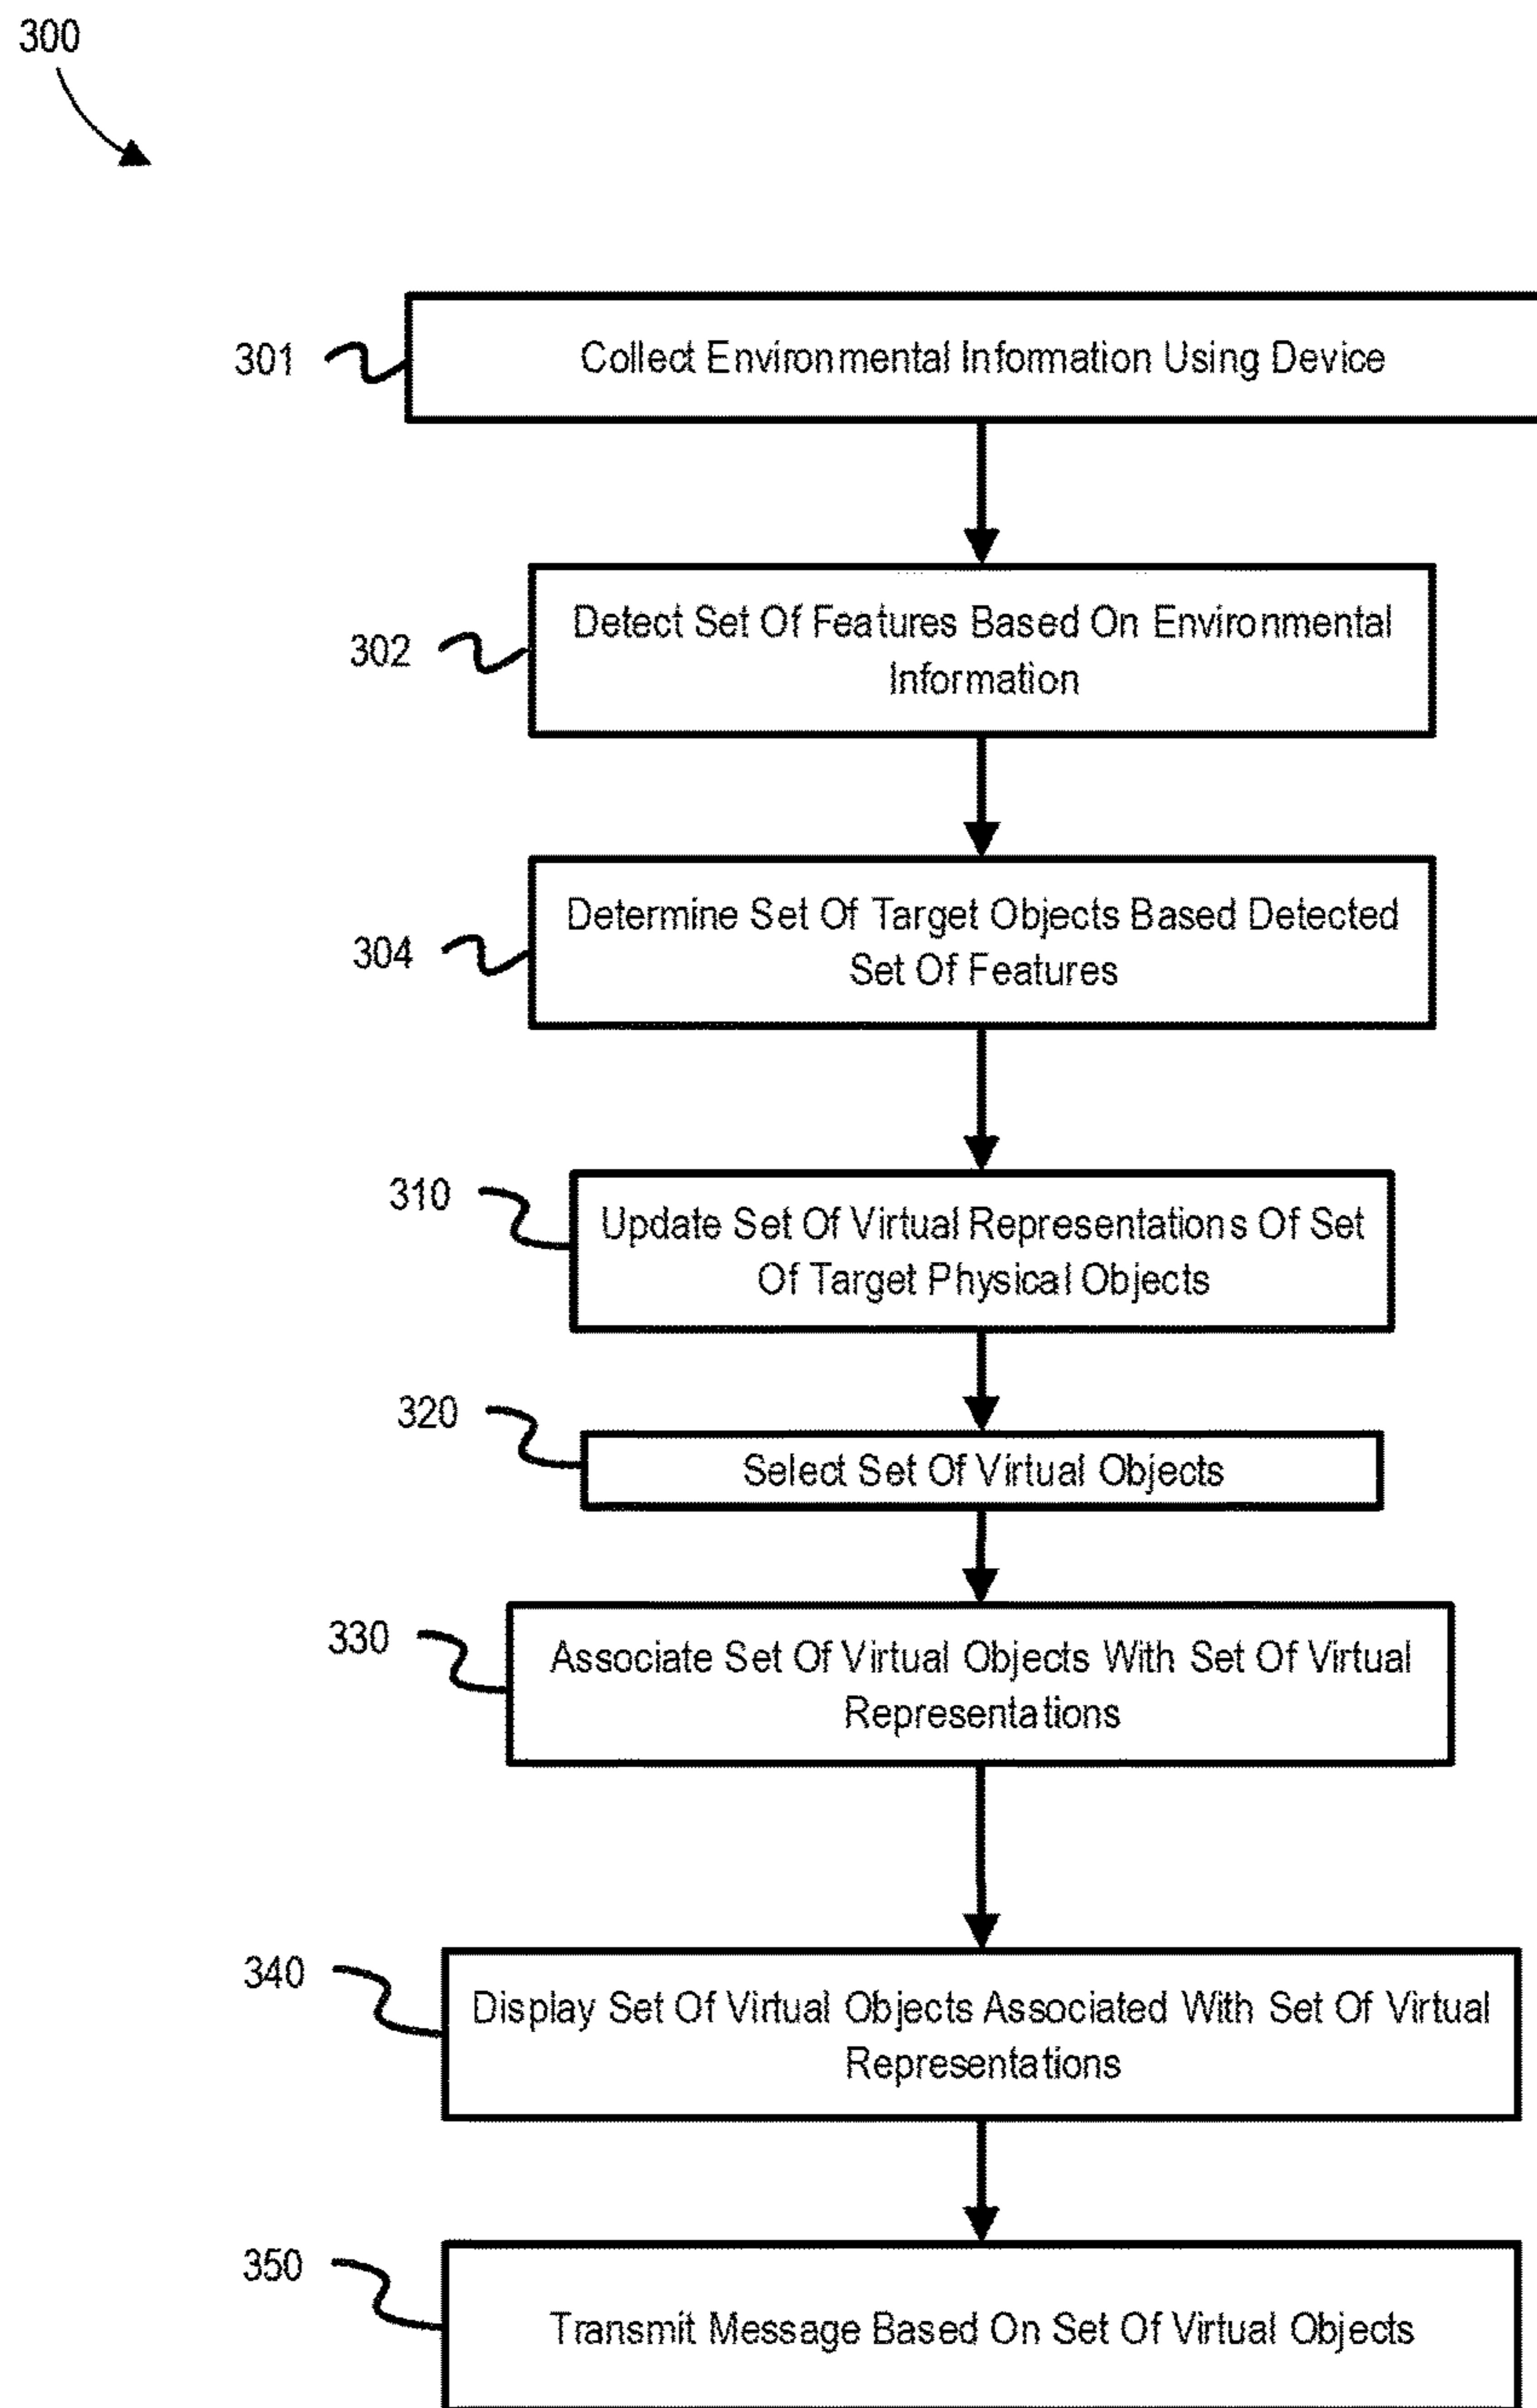 300
301
Collect Environmental Information Using Device
302
Detect Set Of Features Based On Environmental
Information
304
Determine Set Of Target Objects Based Detected
Set Of Features
310
Update Set Of Virtual Representations Of Set
Of Target Physical Objects
320
Select Set Of Virtual Objects
330
Associate Set Of Virtual Objects With Set Of Virtual
Representations
340
Display Set Of Virtual Objects Associated With Set Of Virtual
Representations
350
Transmit Message Based On Set Of Virtual Objects